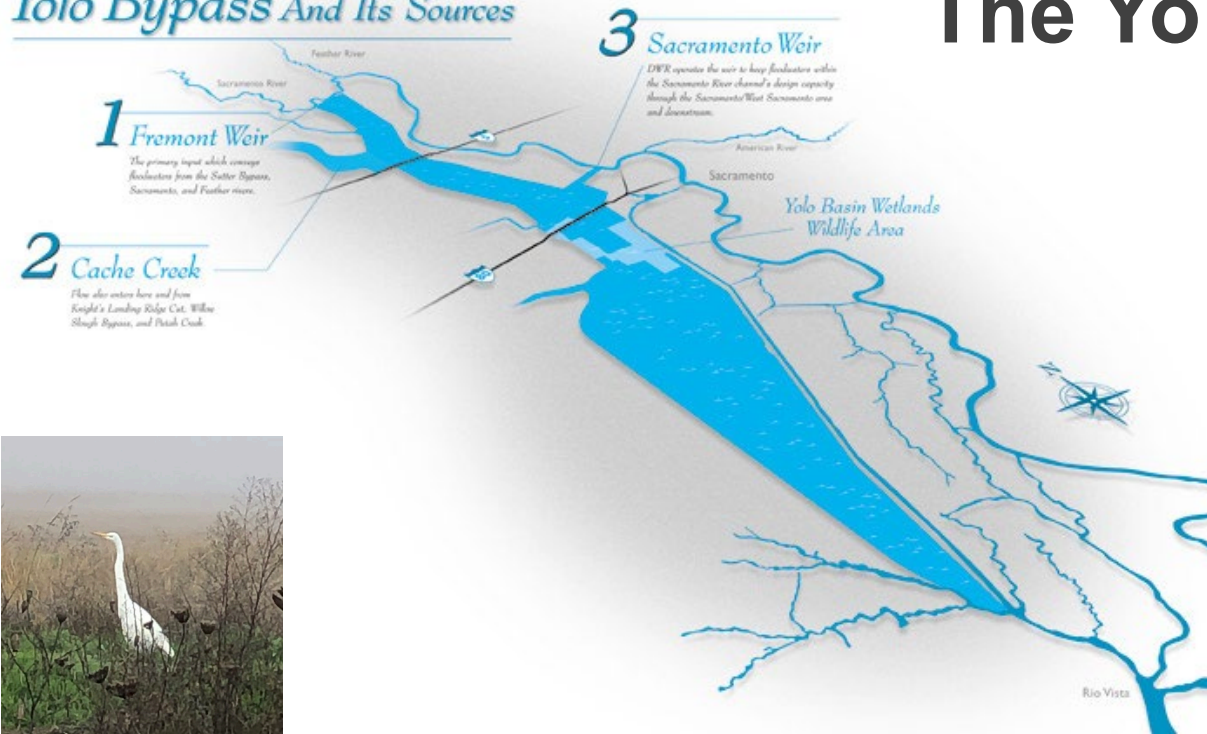 Yolo Bypass And Its Sources
The Yo
3 Sacramento Weir
DWR operates the weir to keep floodwaters within
the Sacramento River channel's design capacity
through the Sacramento/West Sacramento area
and downstream.
Feather River
Sacramento River
1 Fremont Weir
The primary input which conveys
floodwaters from the Sutter Bypass,
Sacramento, and Feather rivers.
American River
Sacramento
Yolo Basin Wetlands
Wildlife Area
2 Cache Creek
Flow also enters here and from
Knight's Landing Ridge Cut, Willow
Slough Bypass, and Putah Creek.
N
Rio Vista